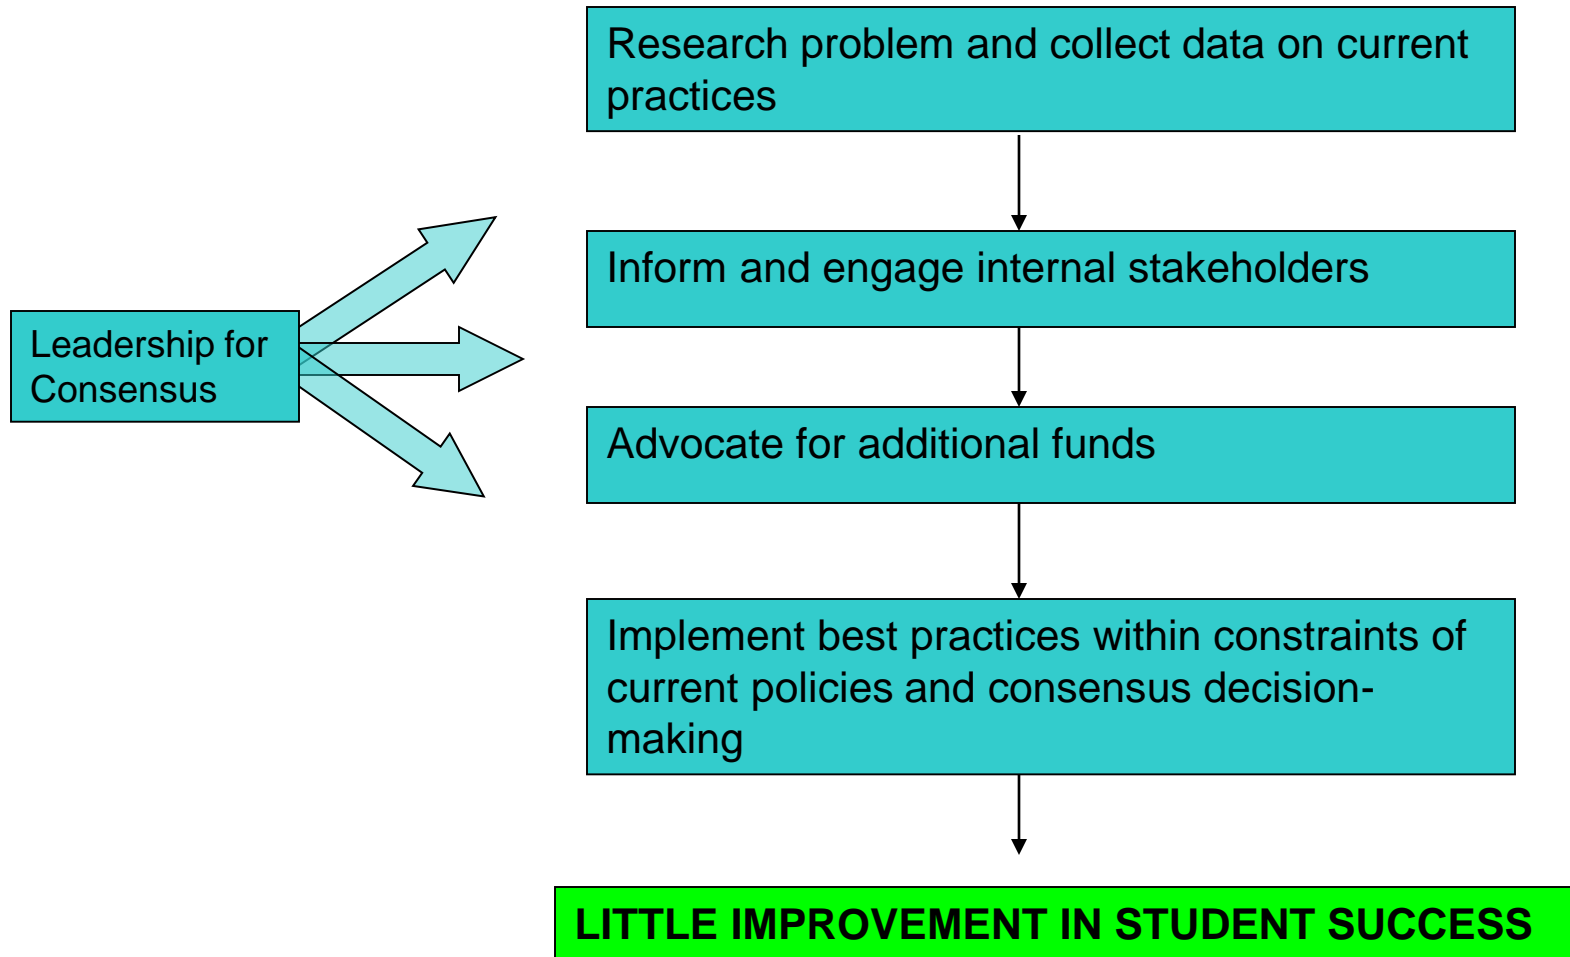 Research problem and collect data on current
practices
Inform and engage internal stakeholders
Leadership for
Consensus
Advocate for additional funds
Implement best practices within constraints of
current policies and consensus decision-
making
LITTLE IMPROVEMENT IN STUDENT SUCCESS